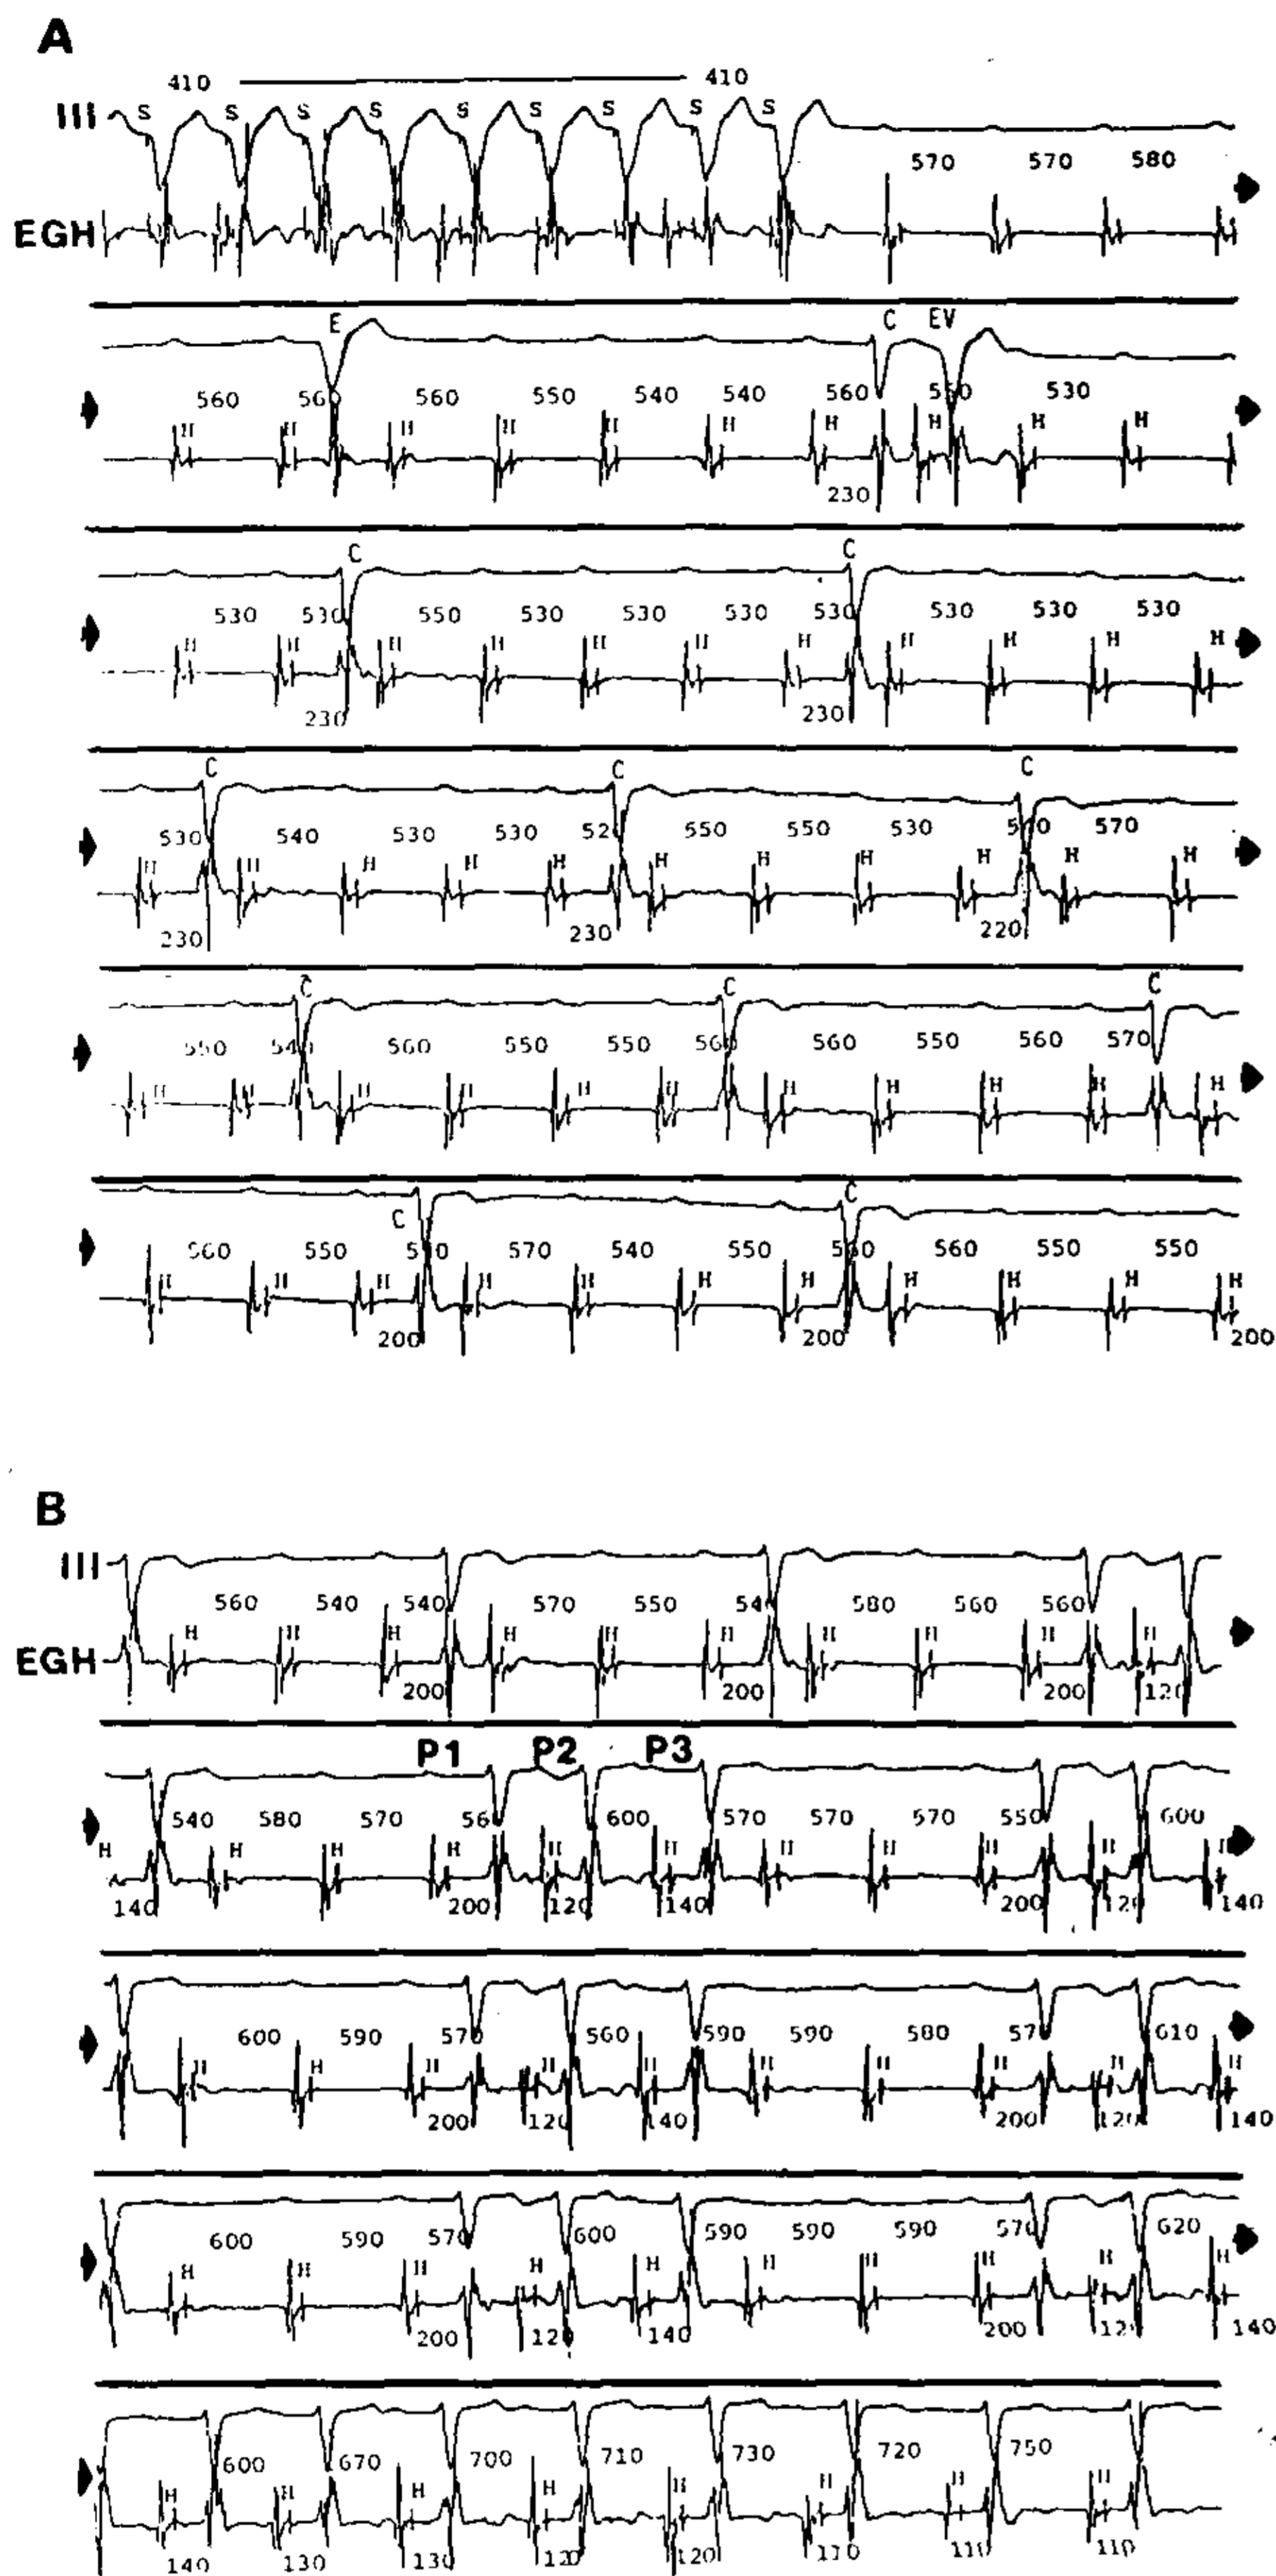 A
410 410
III S S S S S S S S S
570 570 580
EGH
E C EV
560 560 560 550 540 540 560 550 530
H H H H H H H H H H
230
C C
530 530 550 530 530 530 530 530 530 530
H H H H H H H H H H H
230 230
C C C
530 540 530 530 520 550 550 530 570
H H H H H H H H H H H
230 230 220
C C C
550 540 560 550 550 560 560 550 560 570
H H H H H H H H H H
C C
560 550 570 540 550 560 560 550 550
H H H H H H H H H H H
200 200 200
B
III
560 540 540 570 550 540 580 560 560
H H H H H H H H H H
EGH
200 200 200 120
P1 P2 P3
540 580 570 560 600 570 570 570 550 600
H H H H H H H H H H H
140 200 120 140 200 120 140
600 590 570 560 590 590 580 570 610
H H H H H H H H H H
200 120 140 200 120 140
600 590 570 600 590 590 590 570 620
H H H H H H H H H H
200 120 140 200 120 140
600 670 700 710 730 720 750
H H H H H H H H
140 130 130 120 120 110 110 110